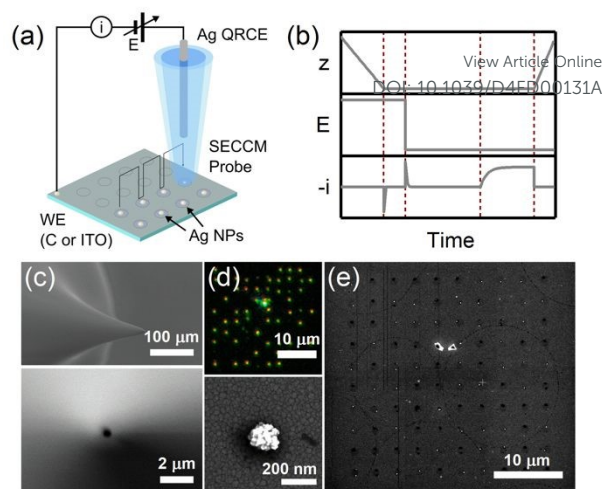 (a)
i
E
Ag QRCE
SECCM
Probe
WE
(C or ITO)
Ag NPs
(b)
z
E
-i
Time
View Article Online
DOI: 10.1039/D4FD00131A
(c)
100 µm
2 µm
(d)
10 µm
200 nm
(e)
10 µm